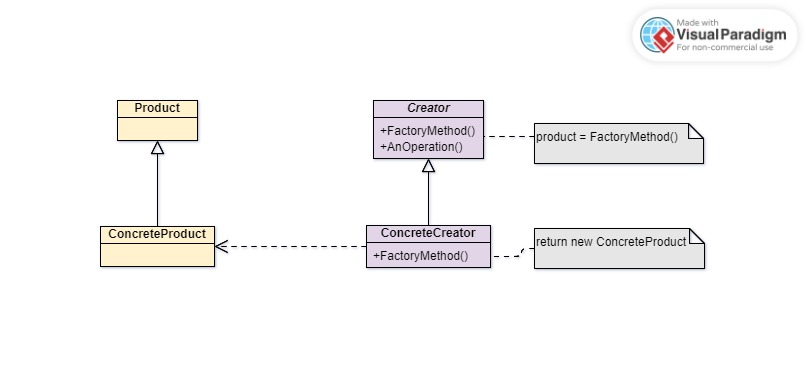 Made with
Visual Paradigm
For non-commercial use
Product
Creator
+FactoryMethod()
+AnOperation()
product = FactoryMethod()
ConcreteProduct
ConcreteCreator
+FactoryMethod()
return new ConcreteProduct